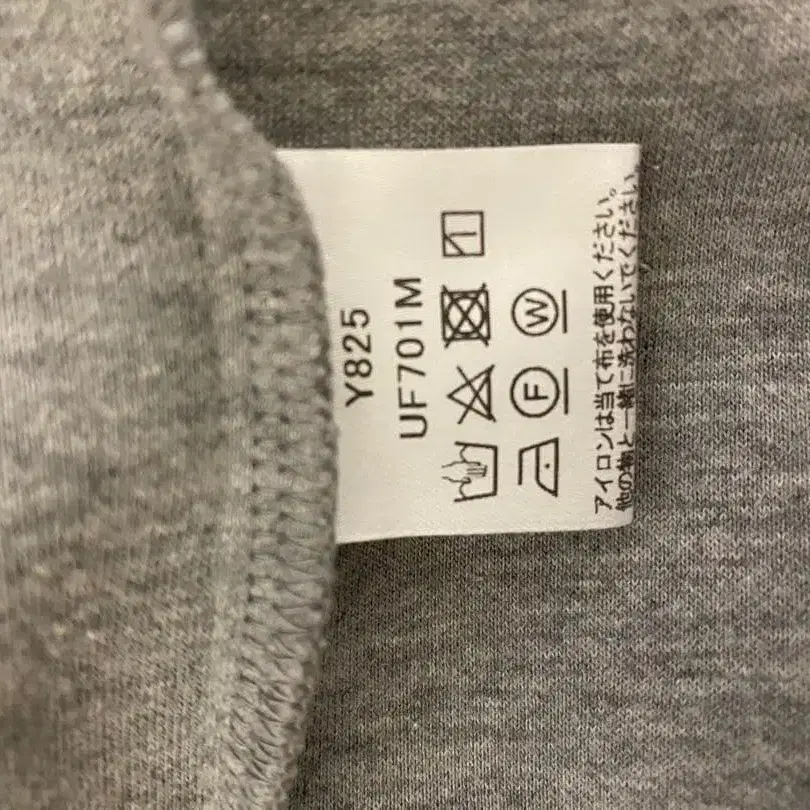 Y825
UF701M
F W
アイロンは当て布を使用ください。
他の物と一緒に洗わないでください。